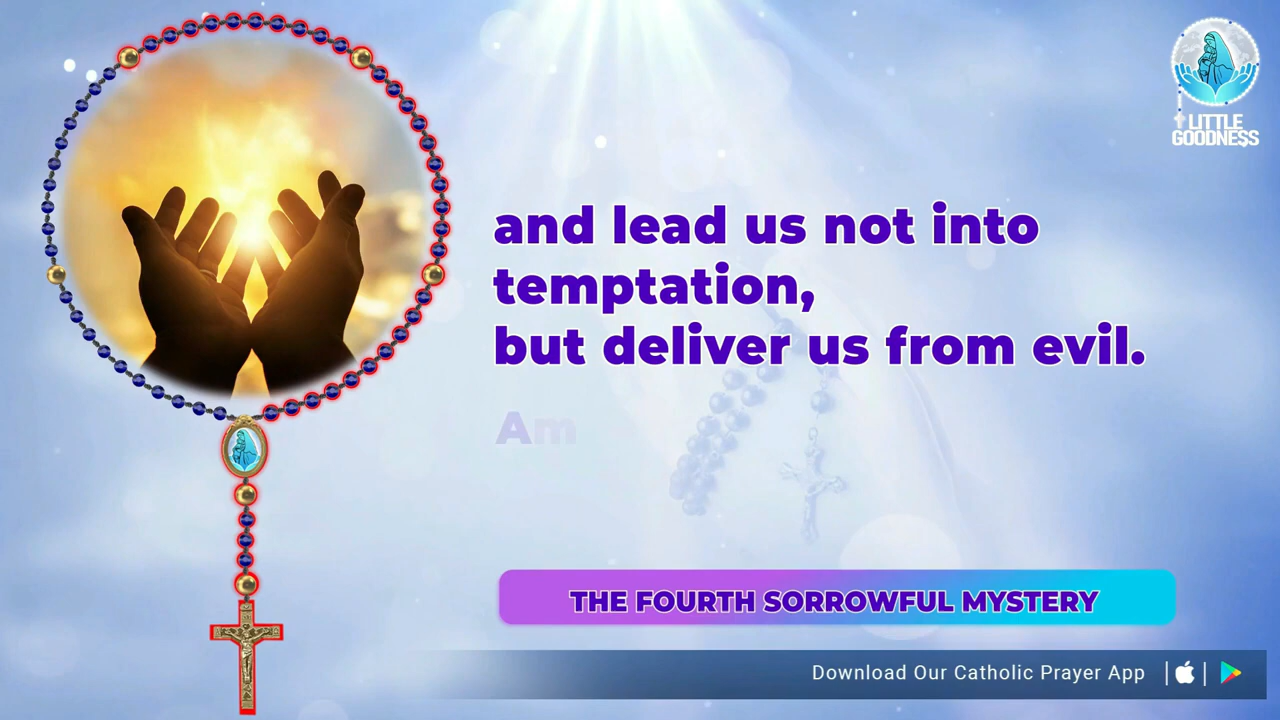 LITTLE
GOODNESS
and lead us not into
temptation,
but deliver us from evil.
Am
THE FOURTH SORROWFUL MYSTERY
Download Our Catholic Prayer App